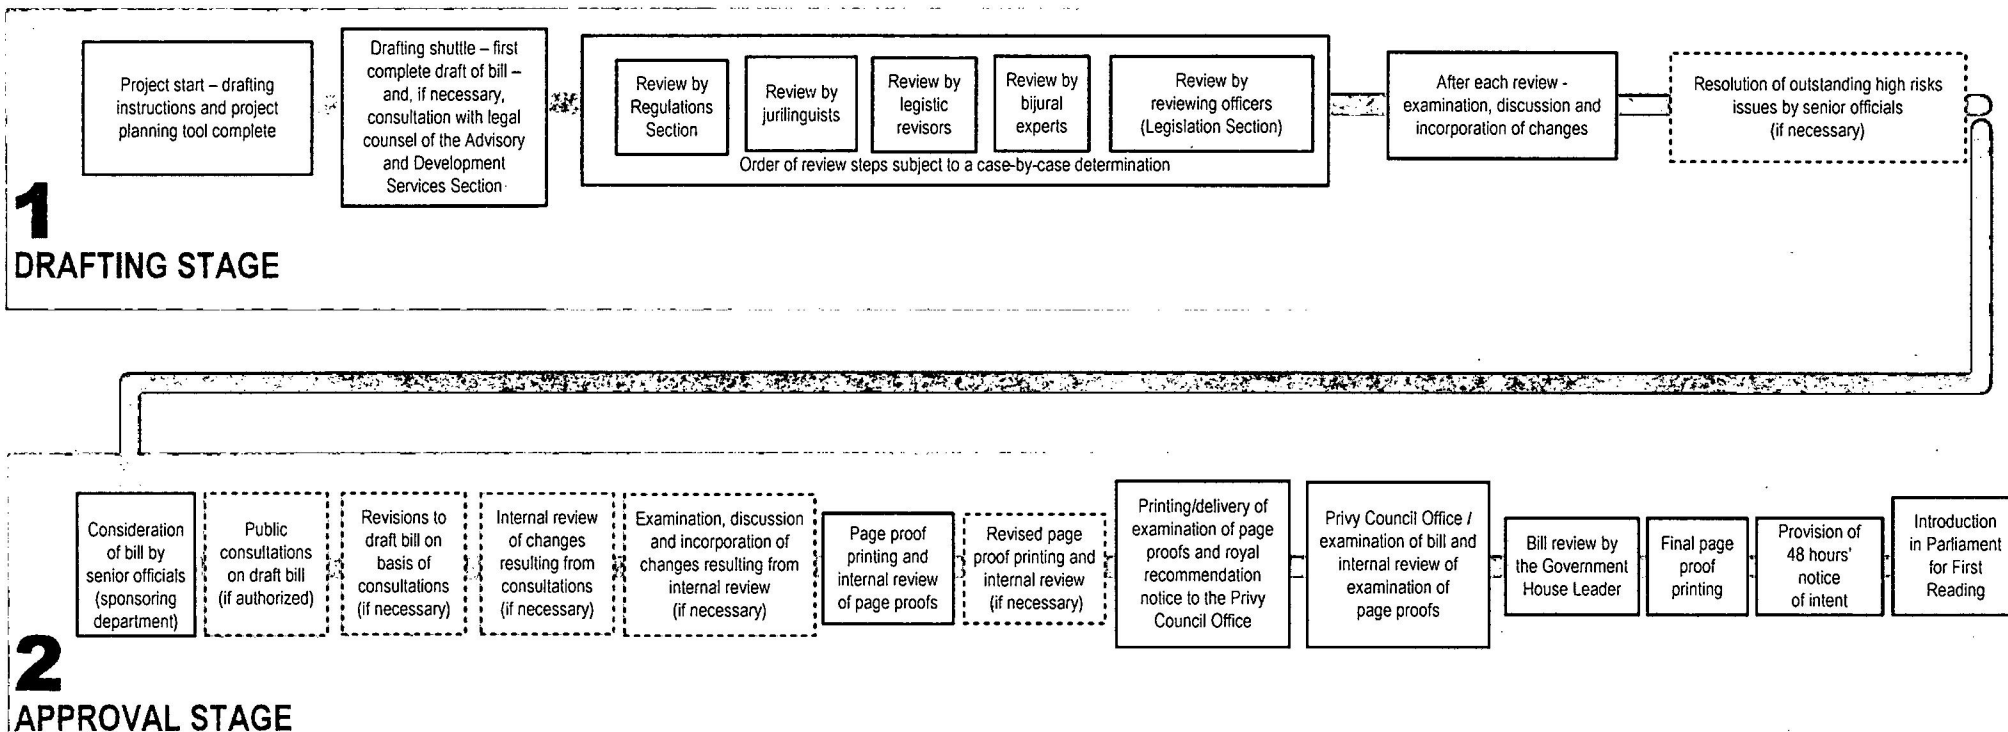 Project start – drafting
instructions and project
planning tool complete
Drafting shuttle – first
complete draft of bill –
and, if necessary,
consultation with legal
counsel of the Advisory
and Development
Services Section
Review by
Regulations
Section
Review by
jurilinguists
Review by
legistic
revisors
Review by
bijural
experts
Review by
reviewing officers
(Legislation Section)
Order of review steps subject to a case-by-case determination
After each review -
examination, discussion and
incorporation of changes
Resolution of outstanding high risks
issues by senior officials
(if necessary)
1
DRAFTING STAGE
Consideration
of bill by
senior officials
(sponsoring
department)
Public
consultations
on draft bill
(if authorized)
Revisions to
draft bill on
basis of
consultations
(if necessary)
Internal review
of changes
resulting from
consultations
(if necessary)
Examination, discussion
and incorporation of
changes resulting from
internal review
(if necessary)
Page proof
printing and
internal review
of page proofs
Revised page
proof printing and
internal review
(if necessary)
Printing/delivery of
examination of page
proofs and royal
recommendation
notice to the Privy
Council Office
Privy Council Office /
examination of bill and
internal review of
examination of
page proofs
Bill review by
the Government
House Leader
Final page
proof
printing
Provision of
48 hours'
notice
of intent
Introduction
in Parliament
for First
Reading
2
APPROVAL STAGE